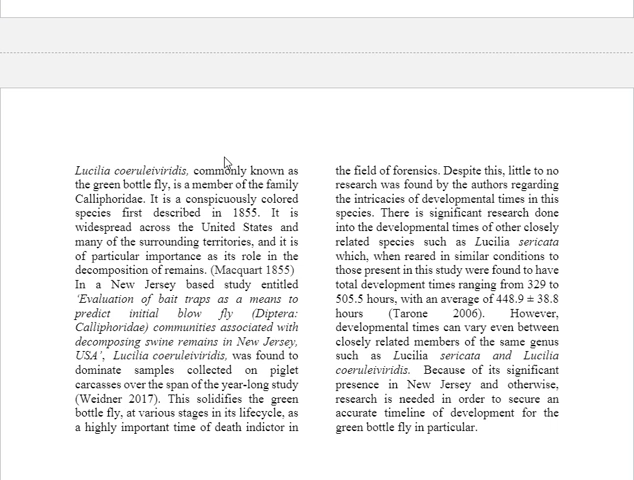 Lucilia coeruleiviridis, commonly known as
the green bottle fly, is a member of the family
Calliphoridae. It is a conspicuously colored
species first described in 1855. It is
widespread across the United States and
many of the surrounding territories, and it is
of particular importance as its role in the
decomposition of remains. (Macquart 1855)
In a New Jersey based study entitled
‘Evaluation of bait traps as a means to
predict initial blow fly (Diptera:
Calliphoridae) communities associated with
decomposing swine remains in New Jersey,
USA’, Lucilia coeruleiviridis, was found to
dominate samples collected on piglet
carcasses over the span of the year-long study
(Weidner 2017). This solidifies the green
bottle fly, at various stages in its lifecycle, as
a highly important time of death indictor in
the field of forensics. Despite this, little to no
research was found by the authors regarding
the intricacies of developmental times in this
species. There is significant research done
into the developmental times of other closely
related species such as Lucilia sericata
which, when reared in similar conditions to
those present in this study were found to have
total development times ranging from 329 to
505.5 hours, with an average of 448.9 ± 38.8
hours (Tarone 2006). However,
developmental times can vary even between
closely related members of the same genus
such as Lucilia sericata and Lucilia
coeruleiviridis. Because of its significant
presence in New Jersey and otherwise,
research is needed in order to secure an
accurate timeline of development for the
green bottle fly in particular.